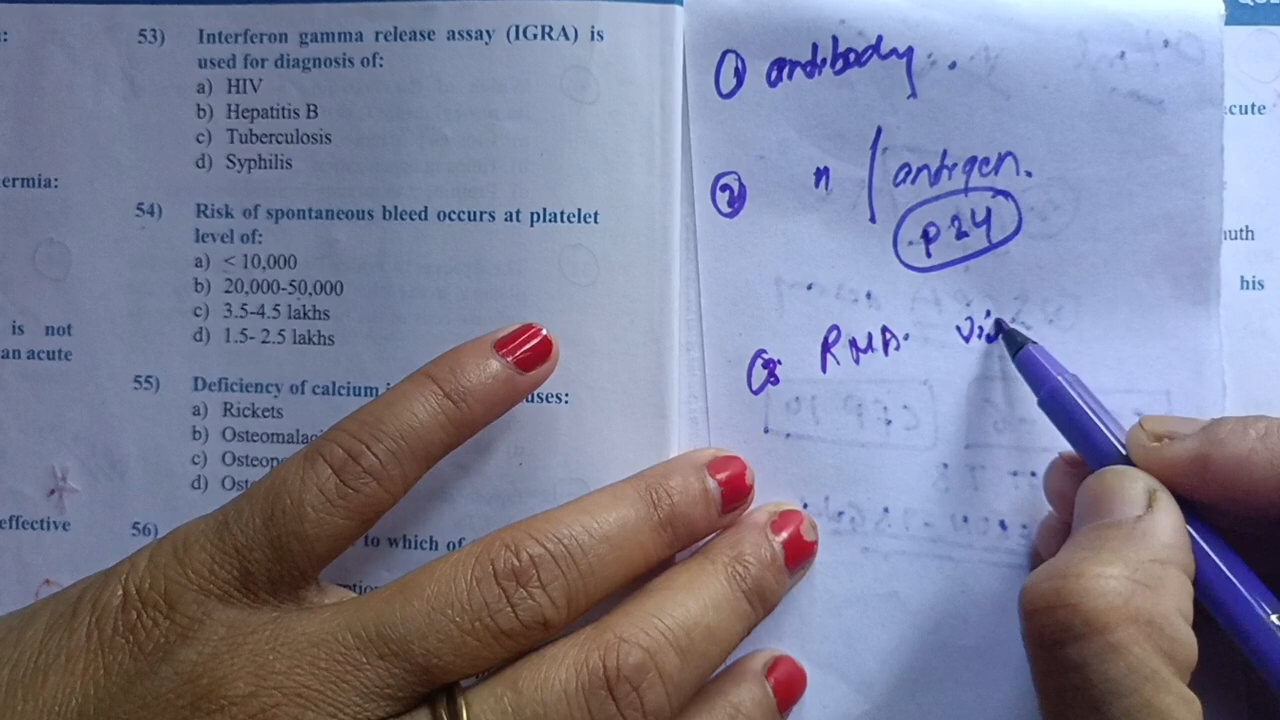 :
53) Interferon gamma release assay (IGRA) is
used for diagnosis of:
a) HIV
b) Hepatitis B
c) Tuberculosis
d) Syphilis
ermia:
54) Risk of spontaneous bleed occurs at platelet
level of:
a) < 10,000
b) 20,000-50,000
c) 3.5-4.5 lakhs
d) 1.5- 2.5 lakhs
is not
an acute
55) Deficiency of calcium
uses:
a) Rickets
b) Osteomala
c) Osteop
d) Ost
effective
56)
to which of
① antibody.
② " / antigen.
p24
③ RNA. Vi
cute
uth
his